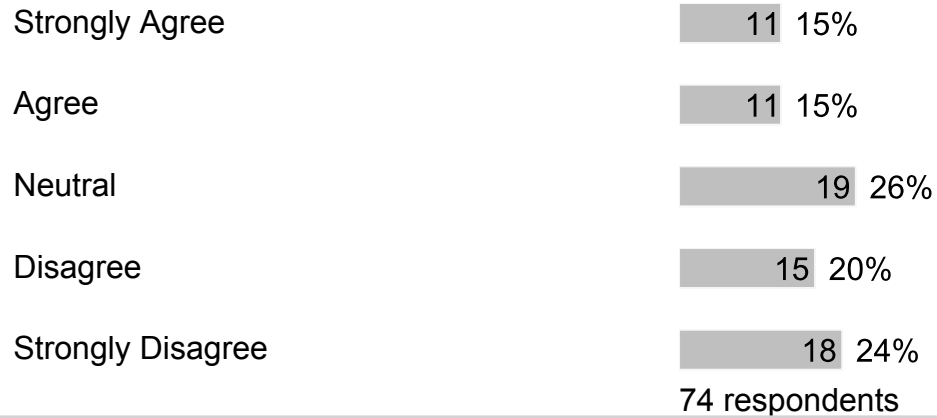 Strongly Agree 11 15%
Agree 11 15%
Neutral 19 26%
Disagree 15 20%
Strongly Disagree 18 24%
74 respondents